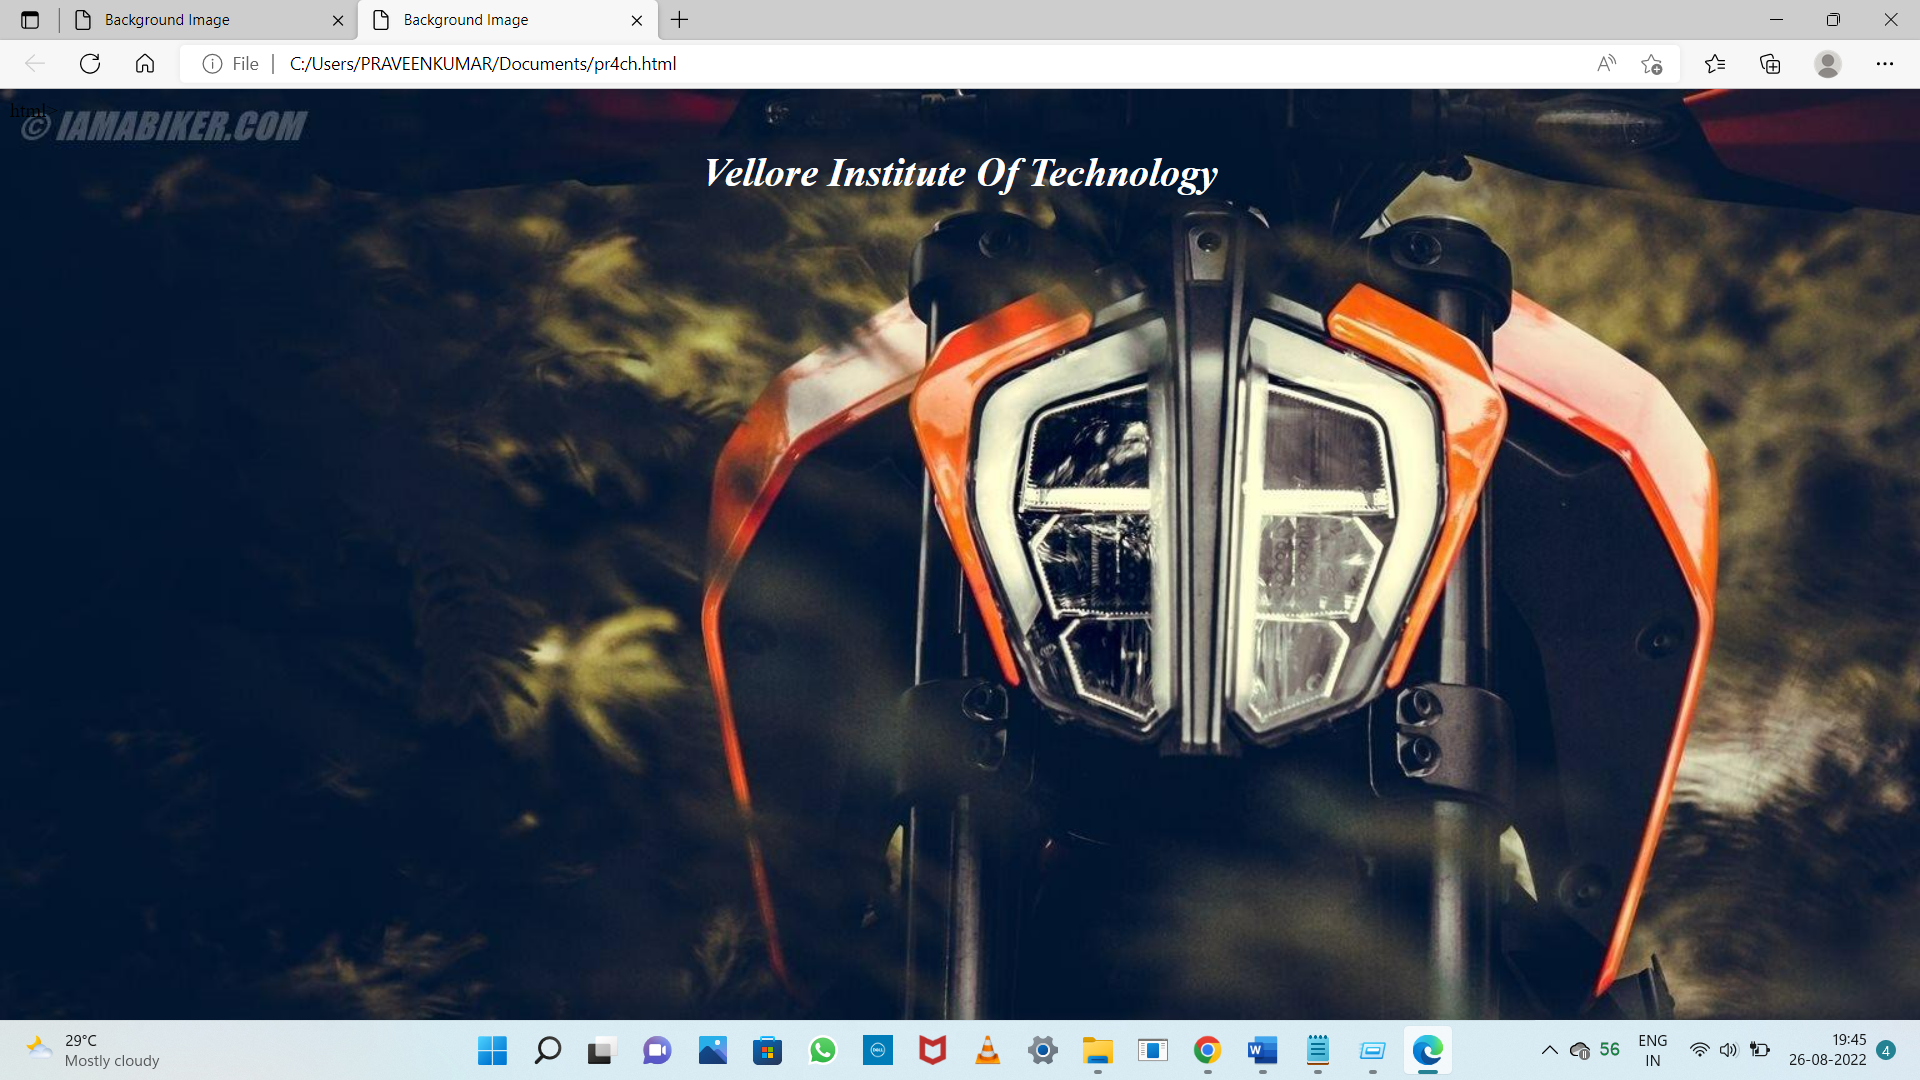 Background Image
Background Image
File
C:/Users/PRAVEENKUMAR/Documents/pr4ch.html
html>
© IAMABIKER.COM
Vellore Institute Of Technology
29°C
Mostly cloudy
DELL
W
56
ENG
IN
19:45
26-08-2022
4